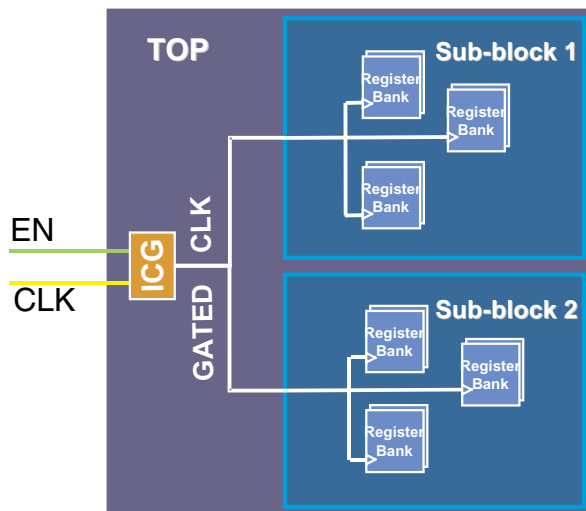 TOP
Sub-block 1
Register
Bank
Register
Bank
Register
Bank
EN
CLK
ICG
GATED CLK
Sub-block 2
Register
Bank
Register
Bank
Register
Bank